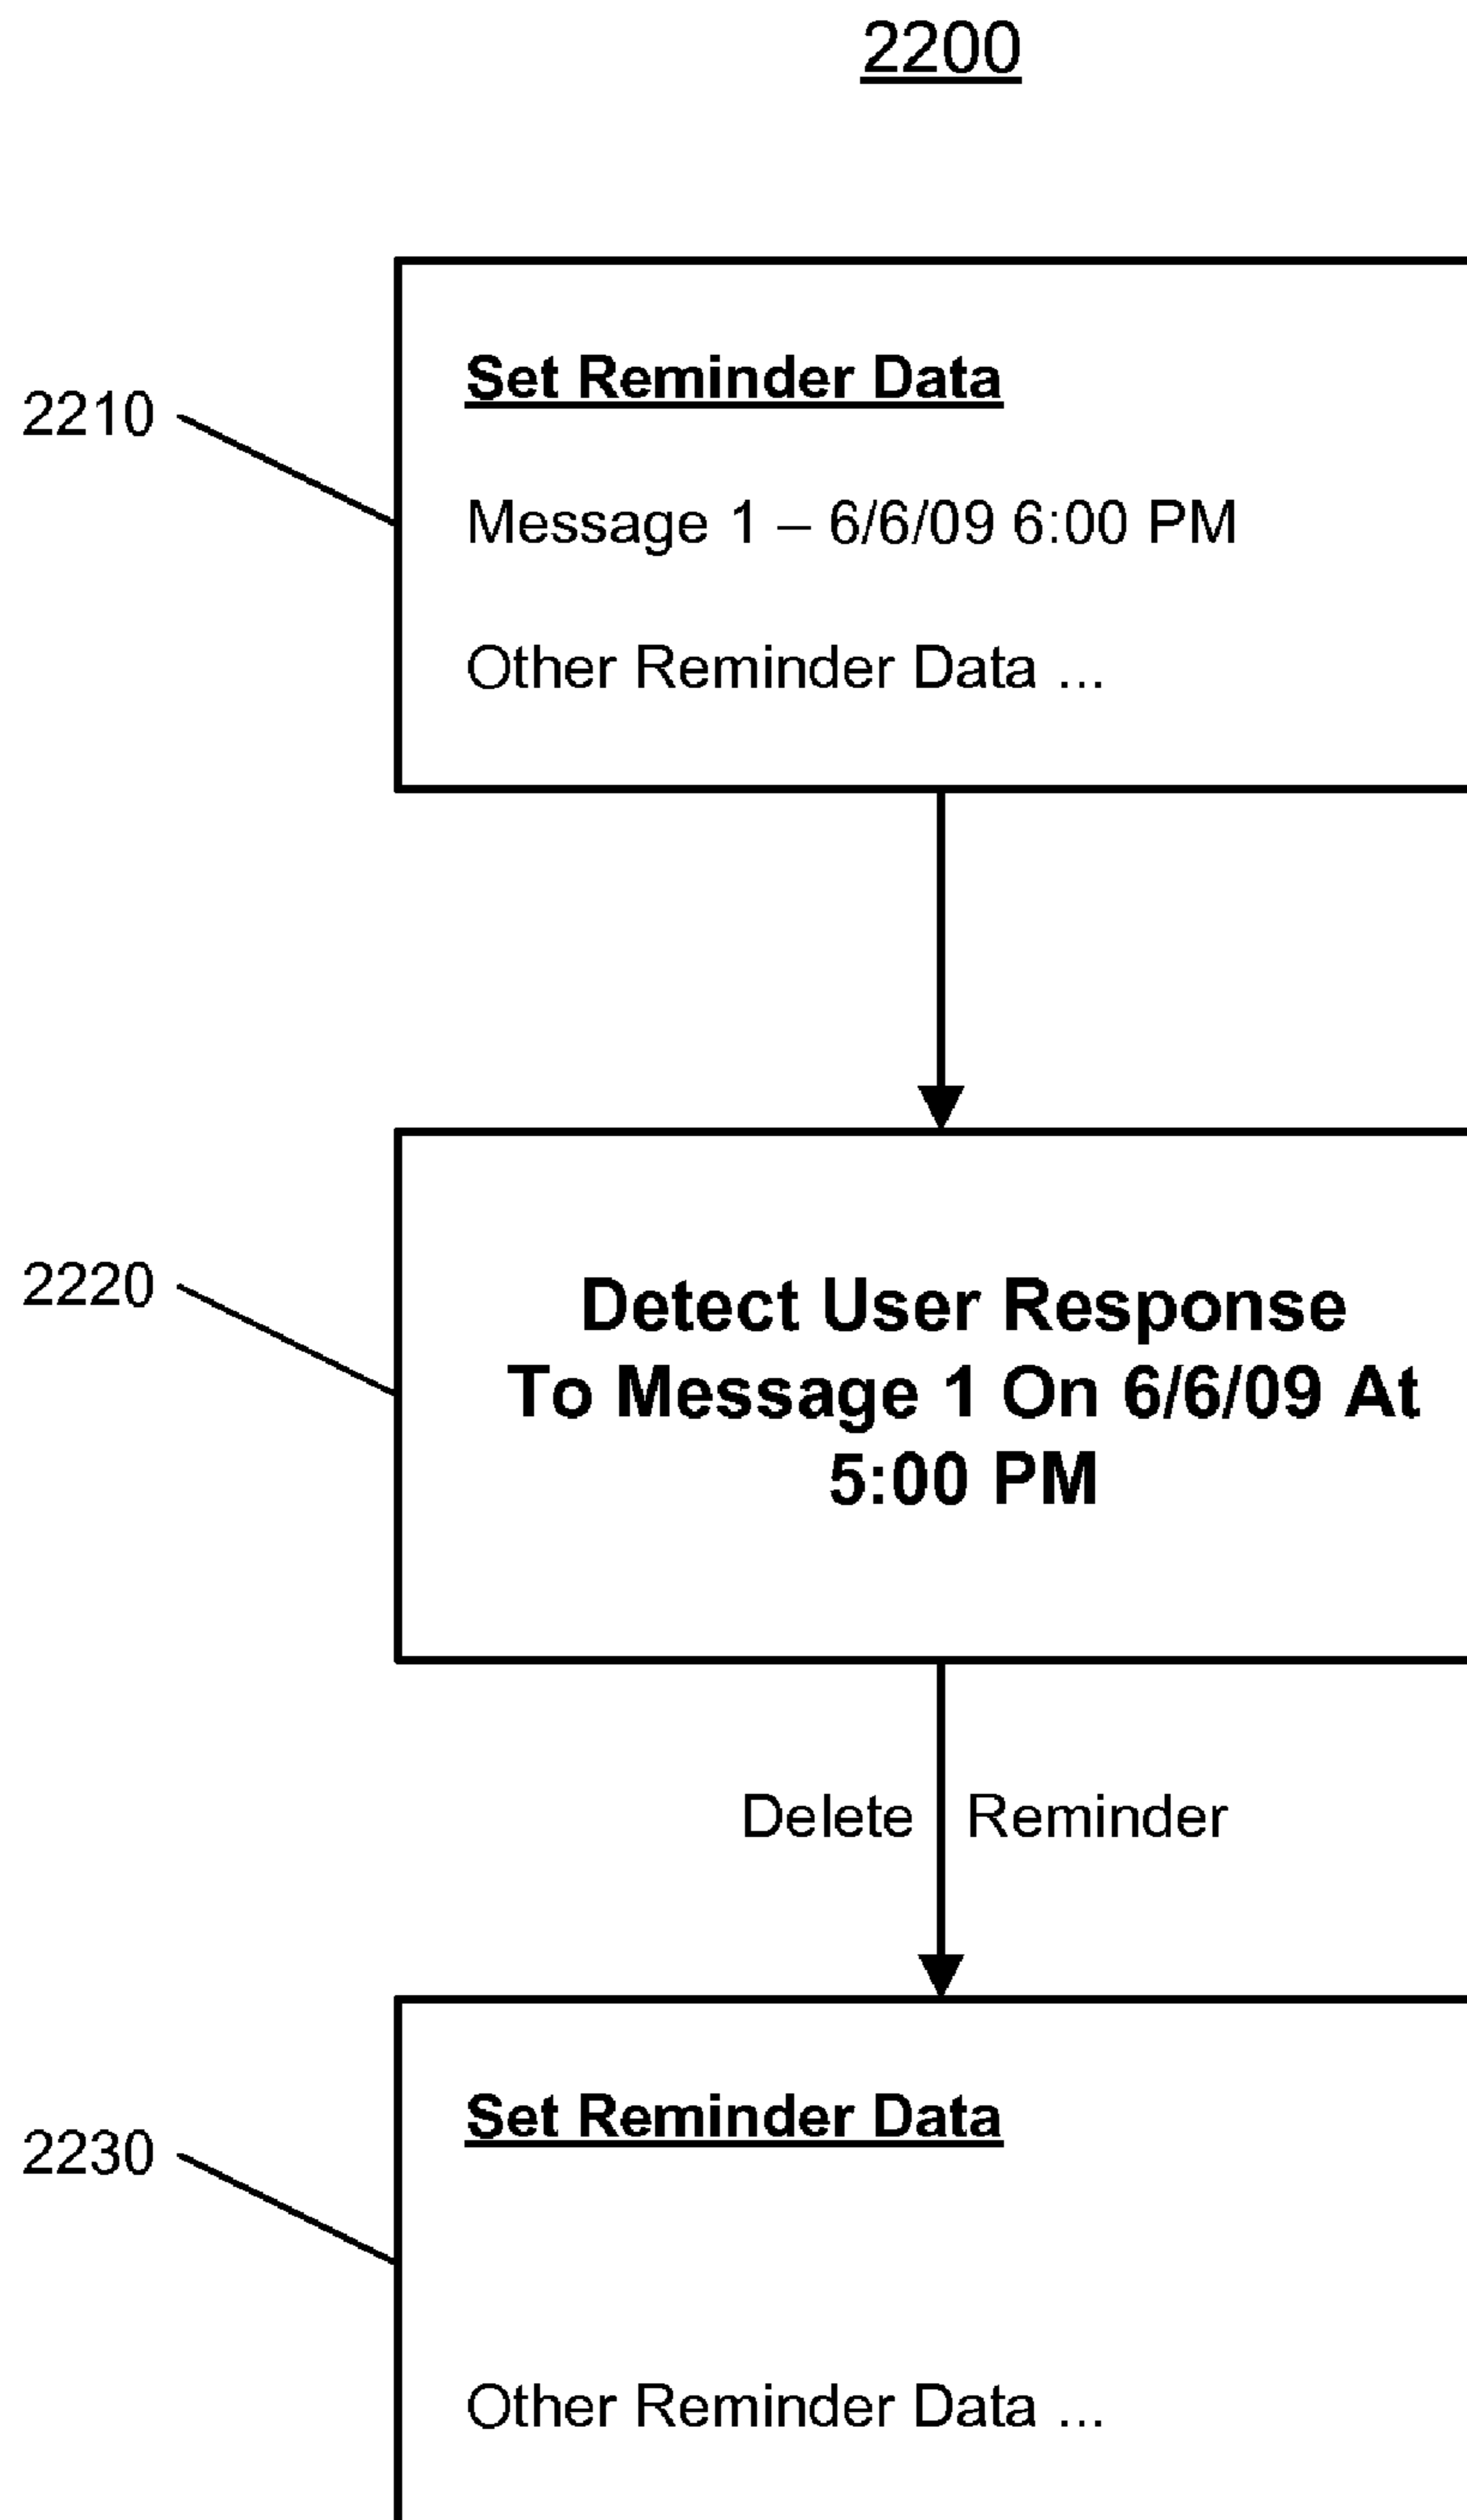 2200
2210
Set Reminder Data
Message 1 – 6/6/09 6:00 PM
Other Reminder Data ...
2220
Detect User Response
To Message 1 On 6/6/09 At
5:00 PM
Delete Reminder
2230
Set Reminder Data
Other Reminder Data ...